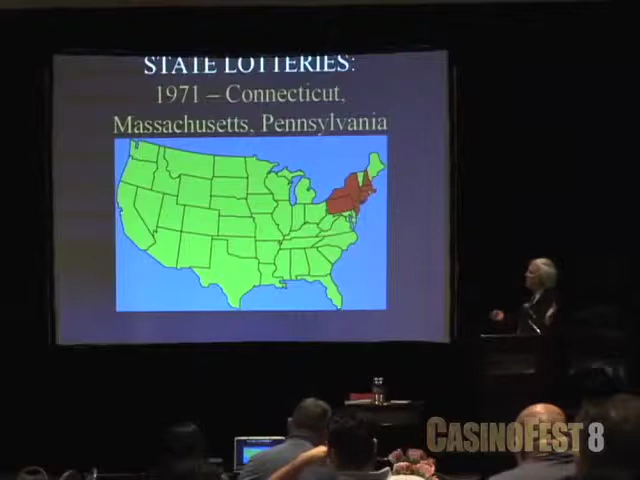 STATE LOTTERIES:
1971 – Connecticut,
Massachusetts, Pennsylvania
CASINOFEST 8